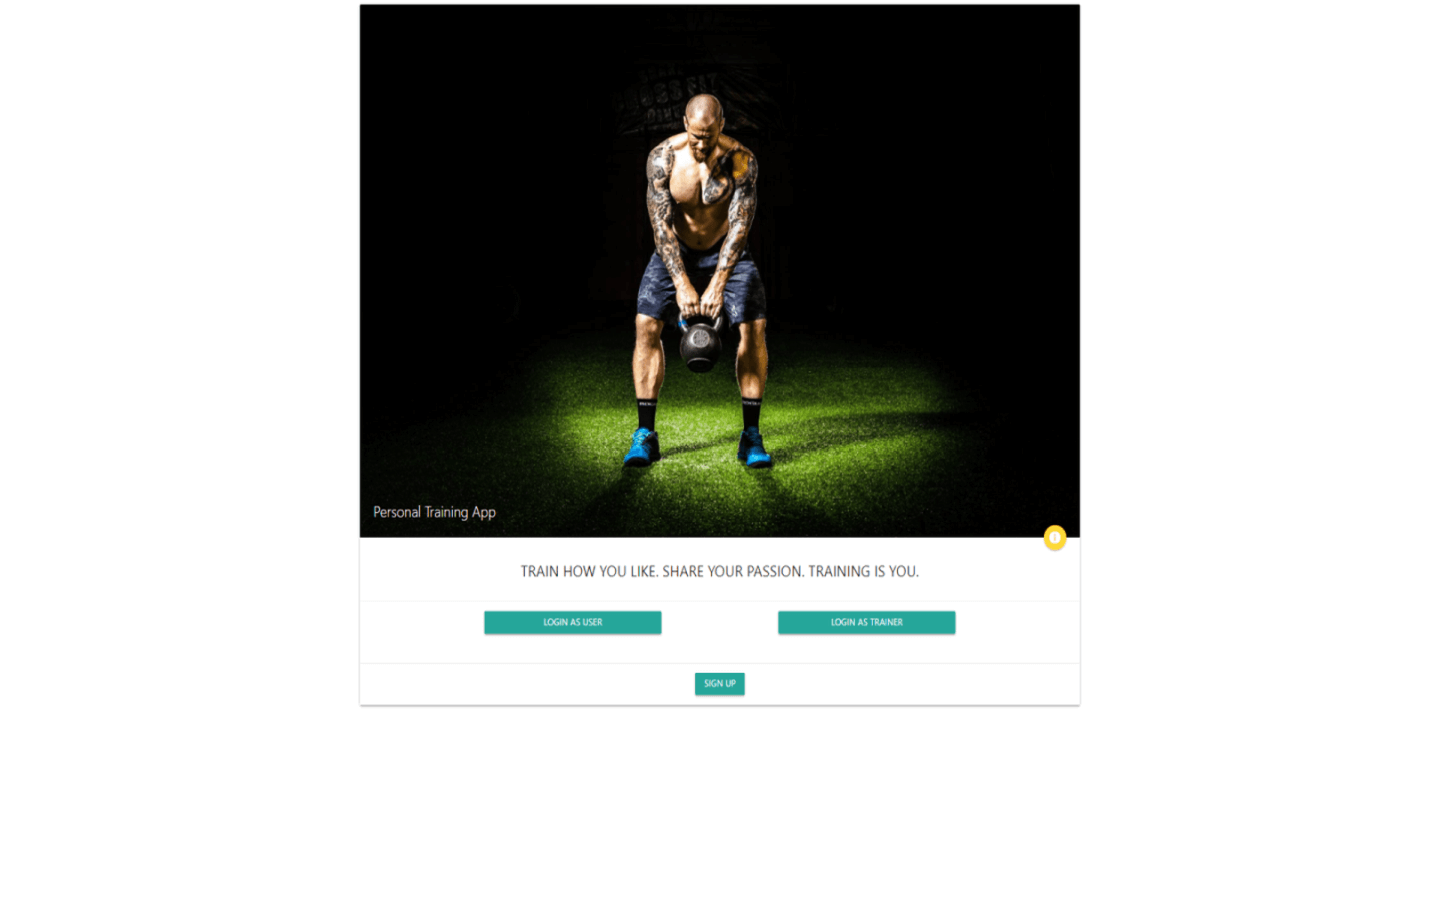 Personal Training App
TRAIN HOW YOU LIKE. SHARE YOUR PASSION. TRAINING IS YOU.
LOGIN AS USER
LOGIN AS TRAINER
SIGN UP